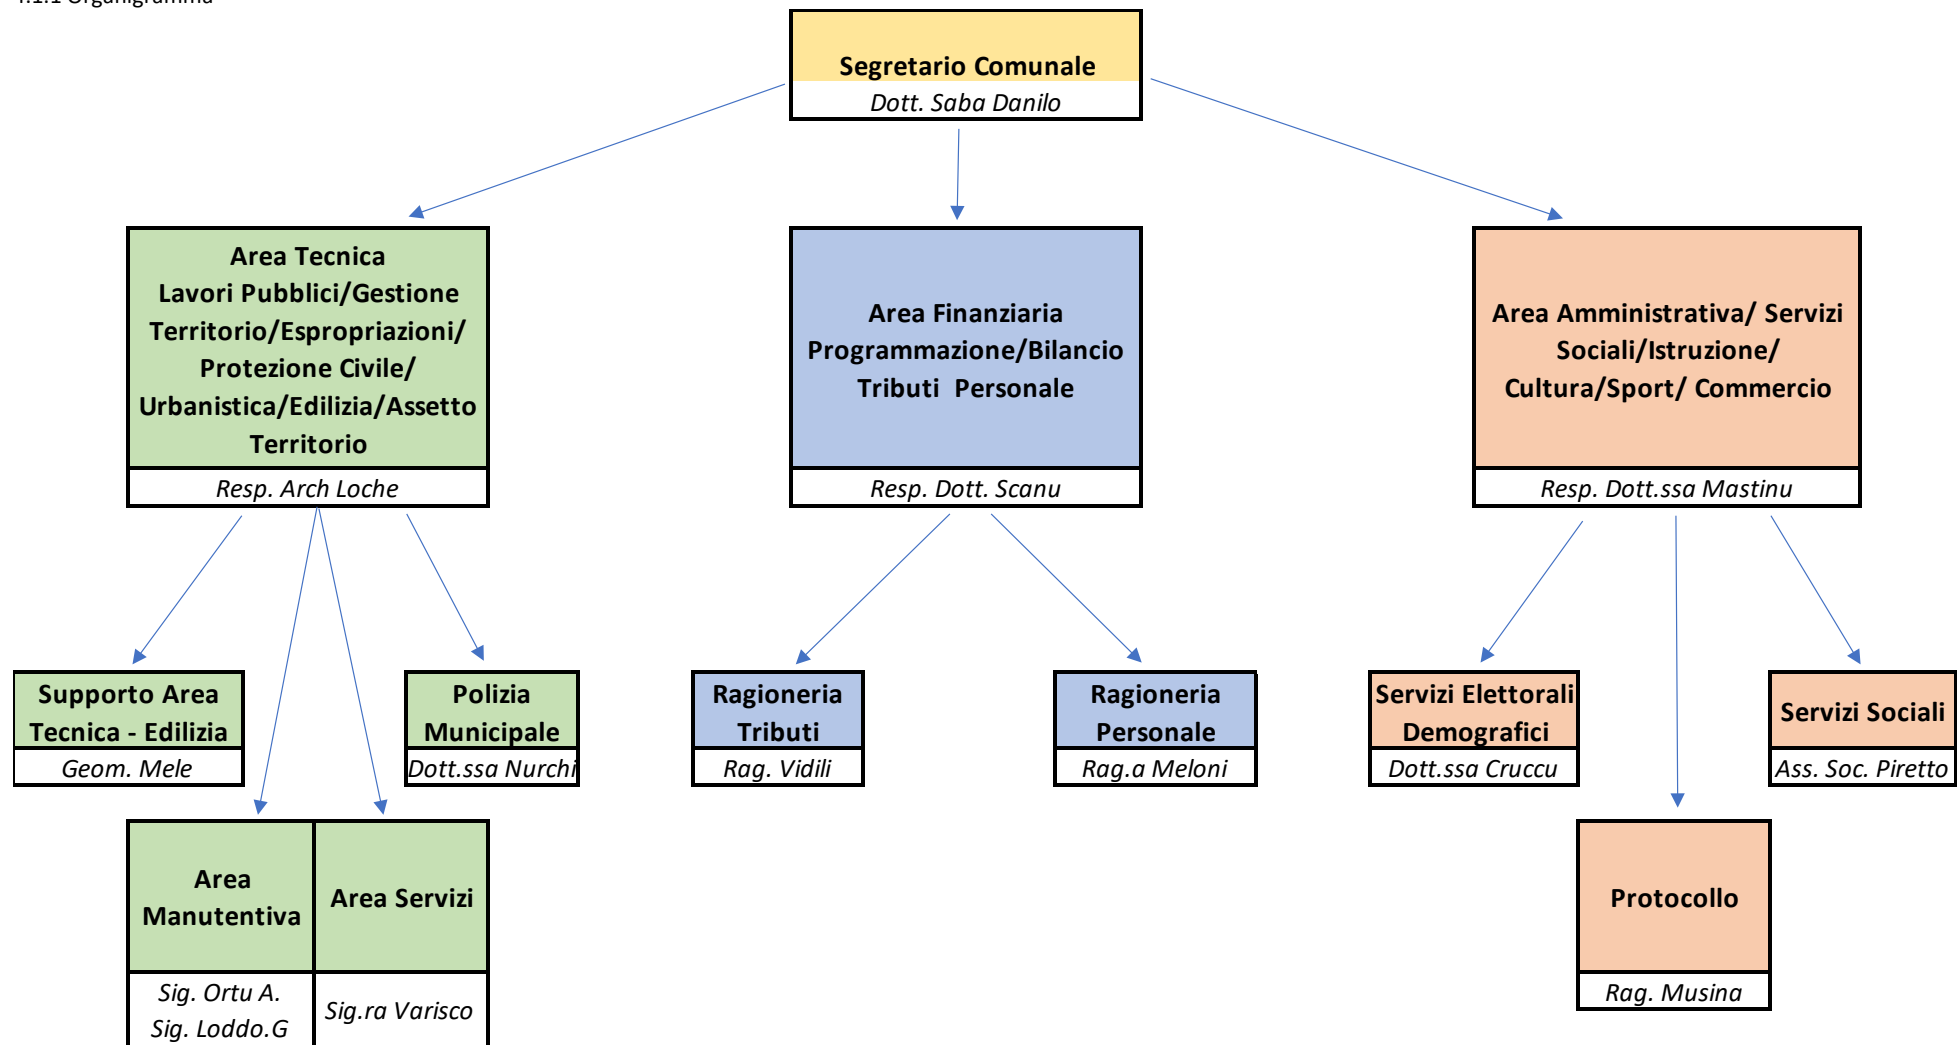 4.1.1 Organigramma
Segretario Comunale
Dott. Saba Danilo
Area Tecnica
Lavori Pubblici/Gestione
Territorio/Espropriazioni/
Protezione Civile/
Urbanistica/Edilizia/Assetto
Territorio
Resp. Arch Loche
Area Finanziaria
Programmazione/Bilancio
Tributi  Personale
Resp. Dott. Scanu
Area Amministrativa/ Servizi
Sociali/Istruzione/
Cultura/Sport/ Commercio
Resp. Dott.ssa Mastinu
Supporto Area
Tecnica - Edilizia
Geom. Mele
Polizia
Municipale
Dott.ssa Nurchi
Ragioneria
Tributi
Rag. Vidili
Ragioneria
Personale
Rag.a Meloni
Servizi Elettorali
Demografici
Dott.ssa Cruccu
Servizi Sociali
Ass. Soc. Piretto
Area
Manutentiva
Sig. Ortu A.
Sig. Loddo.G
Area Servizi
Sig.ra Varisco
Protocollo
Rag. Musina